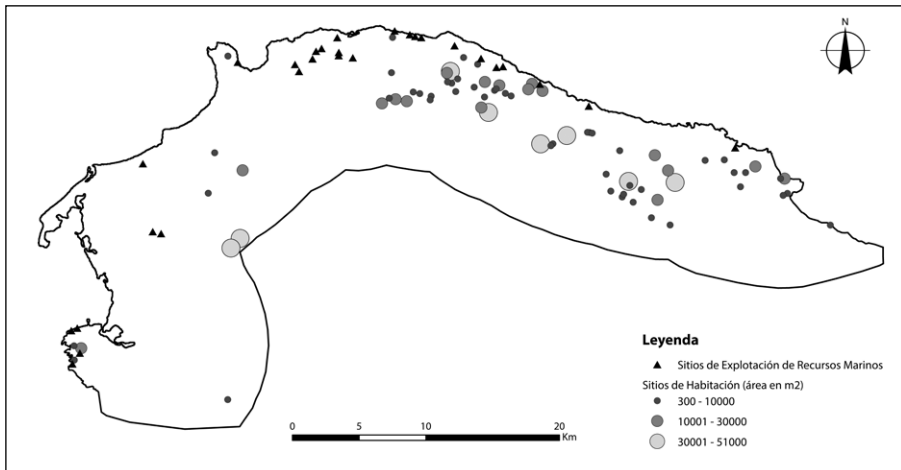 N
Leyenda
Sitios de Explotación de Recursos Marinos
Sitios de Habitación (área en m2)
300 - 10000
10001 - 30000
30001 - 51000
0 5 10 20
Km